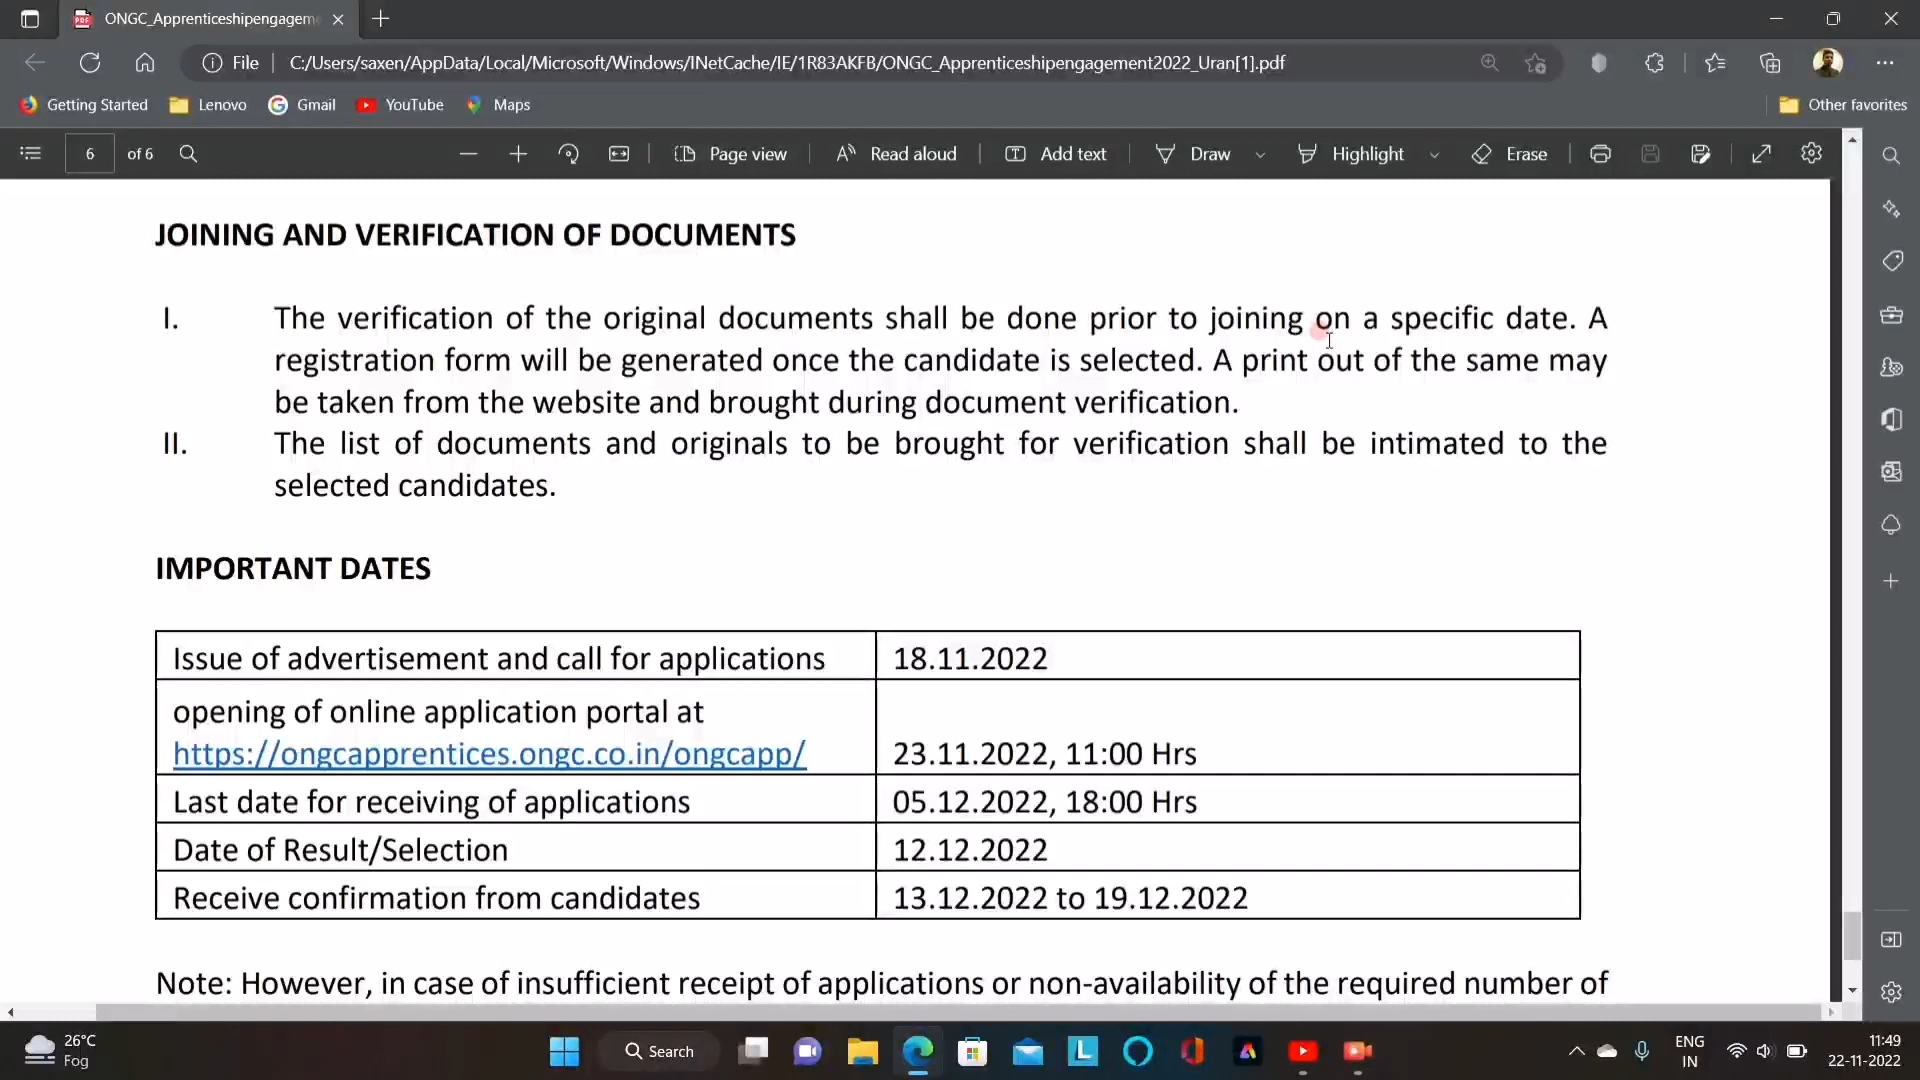 ONGC_Apprenticeshipengagem
File
C:/Users/saxen/AppData/Local/Microsoft/Windows/INetCache/IE/1R83AKFB/ONGC_Apprenticeshipengagement2022_Uran[1].pdf
Getting Started
Lenovo
Gmail
YouTube
Maps
Other favorites
6 of 6
Page view
Read aloud
Add text
Draw
Highlight
Erase
JOINING AND VERIFICATION OF DOCUMENTS
I. The verification of the original documents shall be done prior to joining on a specific date. A
registration form will be generated once the candidate is selected. A print out of the same may
be taken from the website and brought during document verification.
II. The list of documents and originals to be brought for verification shall be intimated to the
selected candidates.
IMPORTANT DATES
Issue of advertisement and call for applications 18.11.2022
opening of online application portal at
https://ongcapprentices.ongc.co.in/ongcapp/ 23.11.2022, 11:00 Hrs
Last date for receiving of applications 05.12.2022, 18:00 Hrs
Date of Result/Selection 12.12.2022
Receive confirmation from candidates 13.12.2022 to 19.12.2022
Note: However, in case of insufficient receipt of applications or non-availability of the required number of
26°C
Fog
Search
ENG
IN
11:49
22-11-2022